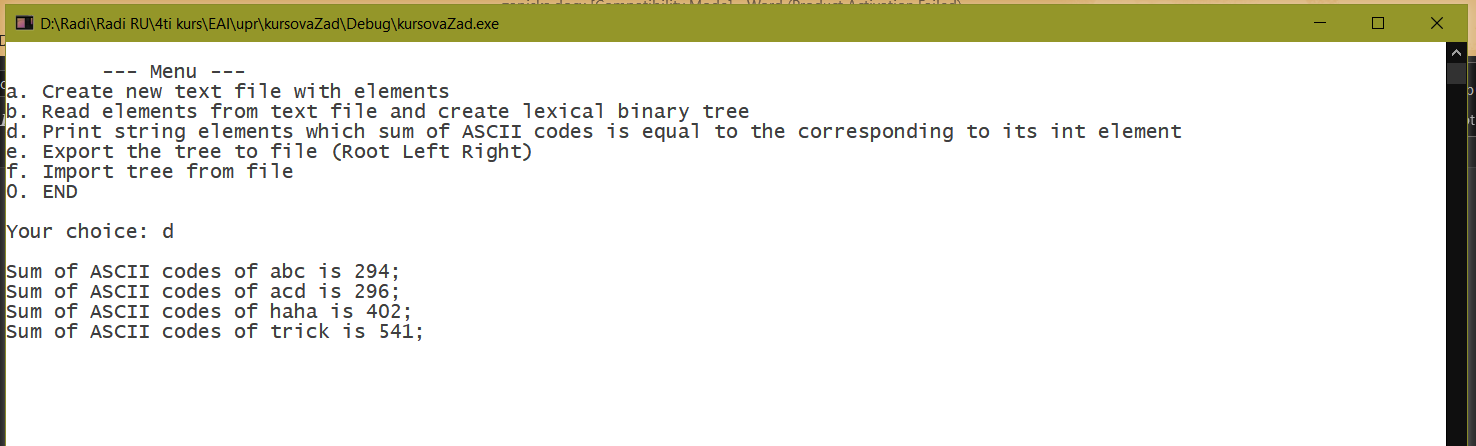 D:\Radi\Radi RU\4ti kurs\EAI\upr\kursovaZad\Debug\kursovaZad.exe
--- Menu ---
a. Create new text file with elements
b. Read elements from text file and create lexical binary tree
d. Print string elements which sum of ASCII codes is equal to the corresponding to its int element
e. Export the tree to file (Root Left Right)
f. Import tree from file
0. END
Your choice: d
Sum of ASCII codes of abc is 294;
Sum of ASCII codes of acd is 296;
Sum of ASCII codes of haha is 402;
Sum of ASCII codes of trick is 541;